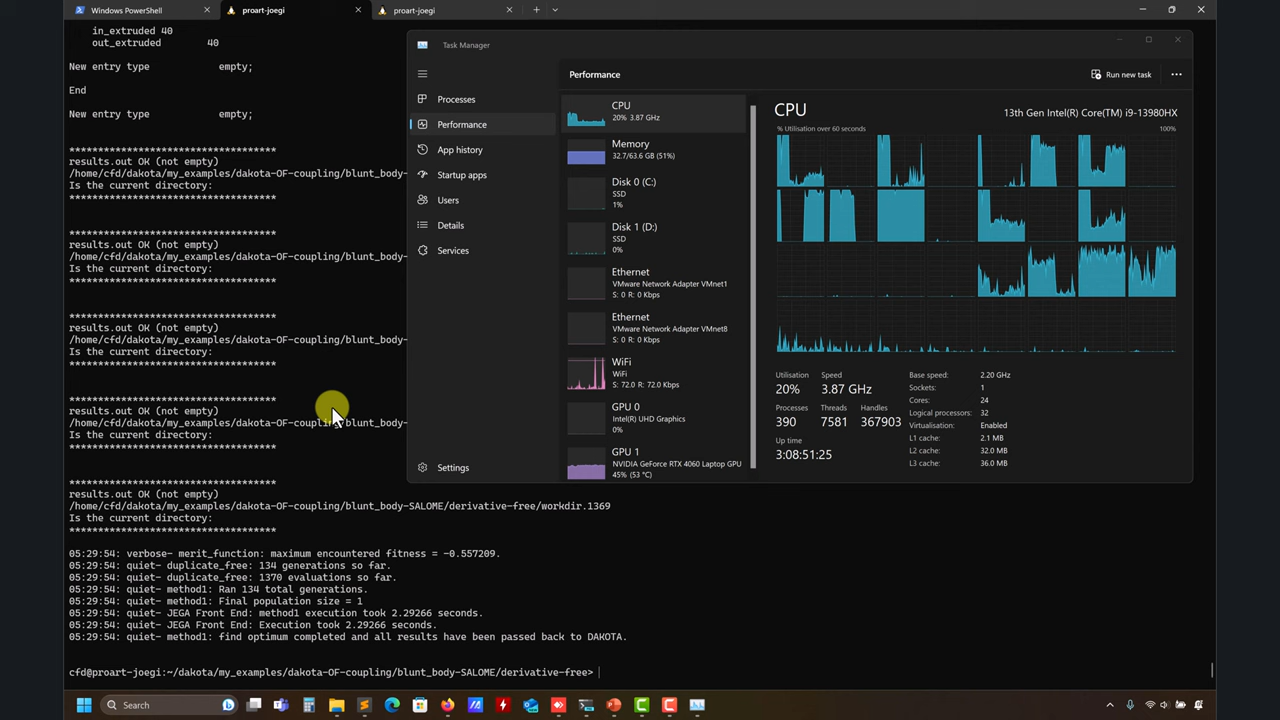 Windows PowerShell
proart-joegi
proart-joegi
in_extruded 40
out_extruded 40
New entry type empty;
End
New entry type empty;
************************************
results.out OK (not empty)
/home/cfd/dakota/my_examples/dakota-OF-coupling/blunt_body-
Is the current directory:
************************************
************************************
results.out OK (not empty)
/home/cfd/dakota/my_examples/dakota-OF-coupling/blunt_body-
Is the current directory:
************************************
************************************
results.out OK (not empty)
/home/cfd/dakota/my_examples/dakota-OF-coupling/blunt_body-
Is the current directory:
************************************
************************************
results.out OK (not empty)
/home/cfd/dakota/my_examples/dakota-OF-coupling/blunt_body-
Is the current directory:
************************************
************************************
results.out OK (not empty)
/home/cfd/dakota/my_examples/dakota-OF-coupling/blunt_body-SALOME/derivative-free/workdir.1369
Is the current directory:
************************************
05:29:54: verbose- merit_function: maximum encountered fitness = -0.557209.
05:29:54: quiet- duplicate_free: 134 generations so far.
05:29:54: quiet- duplicate_free: 1370 evaluations so far.
05:29:54: quiet- method1: Ran 134 total generations.
05:29:54: quiet- method1: Final population size = 1
05:29:54: quiet- JEGA Front End: method1 execution took 2.29266 seconds.
05:29:54: quiet- JEGA Front End: Execution took 2.29266 seconds.
05:29:54: quiet- method1: find optimum completed and all results have been passed back to DAKOTA.
cfd@proart-joegi:~/dakota/my_examples/dakota-OF-coupling/blunt_body-SALOME/derivative-free>
Task Manager
Processes
Performance
App history
Startup apps
Users
Details
Services
Settings
Performance
Run new task
CPU
20% 3.87 GHz
Memory
32.7/63.6 GB (51%)
Disk 0 (C:)
SSD
1%
Disk 1 (D:)
SSD
0%
Ethernet
VMware Network Adapter VMnet1
S: 0 R: 0 Kbps
Ethernet
VMware Network Adapter VMnet8
S: 0 R: 0 Kbps
WiFi
WiFi
S: 72.0 R: 72.0 Kbps
GPU 0
Intel(R) UHD Graphics
0%
GPU 1
NVIDIA GeForce RTX 4060 Laptop GPU
45% (53 °C)
CPU
13th Gen Intel(R) Core(TM) i9-13980HX
% Utilisation over 60 seconds
100%
Utilisation
20%
Speed
3.87 GHz
Processes
390
Threads
7581
Handles
367903
Up time
3:08:51:25
Base speed: 2.20 GHz
Sockets: 1
Cores: 24
Logical processors: 32
Virtualisation: Enabled
L1 cache: 2.1 MB
L2 cache: 32.0 MB
L3 cache: 36.0 MB
Search